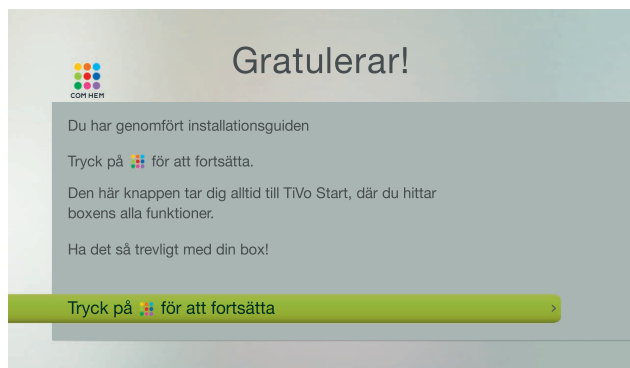 Gratulerar!
COM HEM
Du har genomfört installationsguiden
Tryck på för att fortsätta.
Den här knappen tar dig alltid till TiVo Start, där du hittar
boxens alla funktioner.
Ha det så trevligt med din box!
Tryck på för att fortsätta